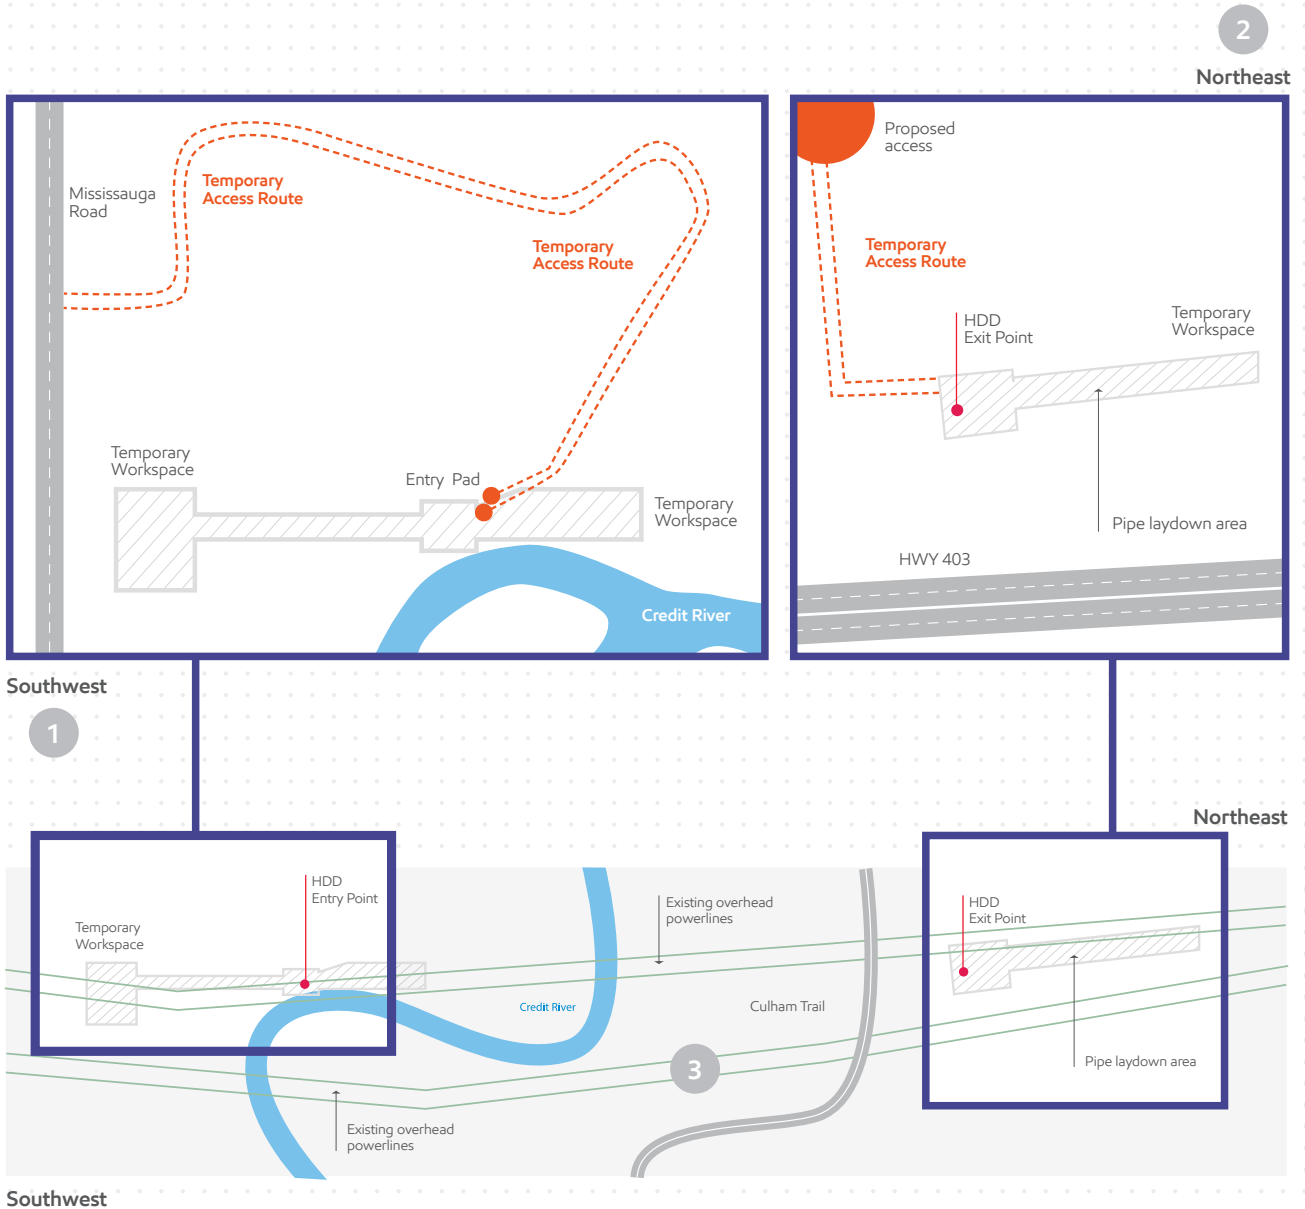 2
Northeast
Mississauga
Road
Temporary
Access Route
Temporary
Access Route
Temporary
Workspace
Entry Pad
Temporary
Workspace
Credit River
Proposed
access
Temporary
Access Route
HDD
Exit Point
Temporary
Workspace
Pipe laydown area
HWY 403
Southwest
1
Northeast
HDD
Entry Point
Temporary
Workspace
Existing overhead
powerlines
Credit River
Culham Trail
HDD
Exit Point
3
Pipe laydown area
Existing overhead
powerlines
Southwest